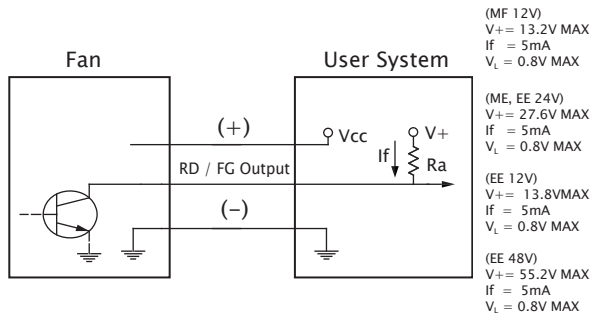 Fan
User System
(+)
Vcc
V+
RD / FG Output
If
Ra
(−)
(MF 12V)
V+= 13.2V MAX
If = 5mA
VL = 0.8V MAX
(ME, EE 24V)
V+= 27.6V MAX
If = 5mA
VL = 0.8V MAX
(EE 12V)
V+= 13.8VMAX
If = 5mA
VL = 0.8V MAX
(EE 48V)
V+= 55.2V MAX
If = 5mA
VL = 0.8V MAX